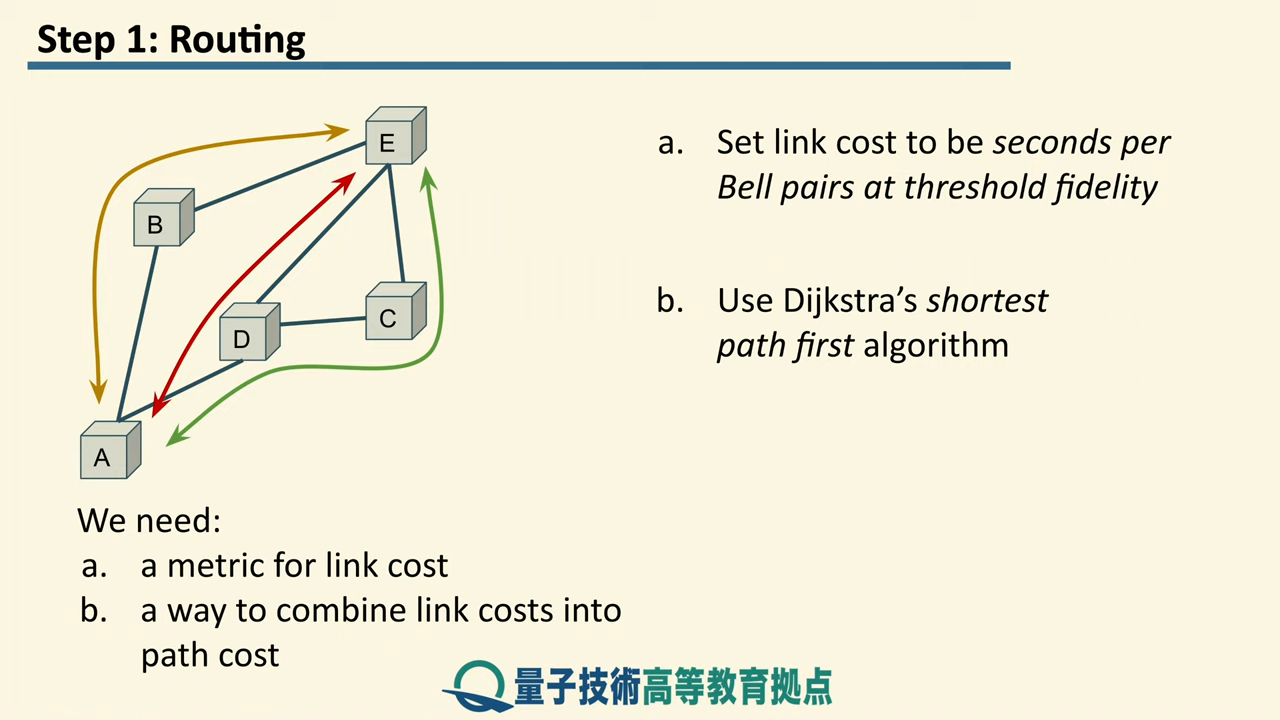 Step 1: Routing
E
B
C
D
A
a. Set link cost to be seconds per
Bell pairs at threshold fidelity
b. Use Dijkstra’s shortest
path first algorithm
We need:
a. a metric for link cost
b. a way to combine link costs into
path cost
量子技術高等教育拠点